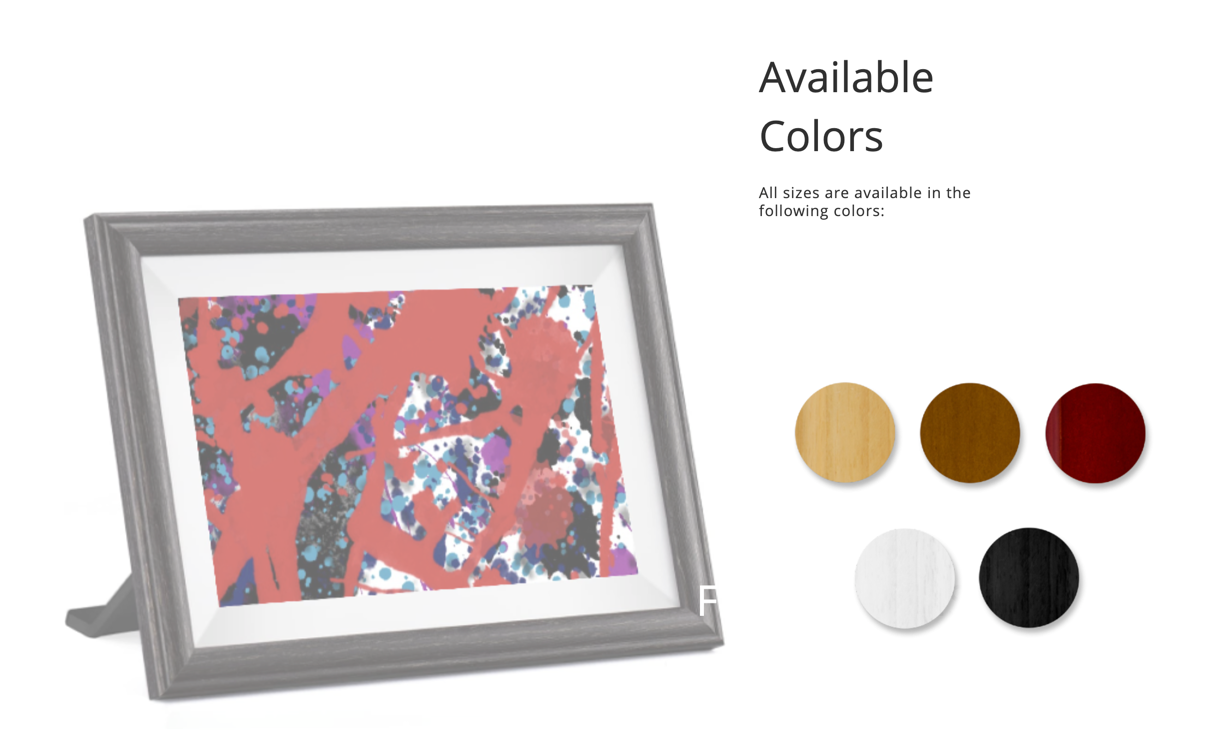 Available
Colors
All sizes are available in the
following colors:
F